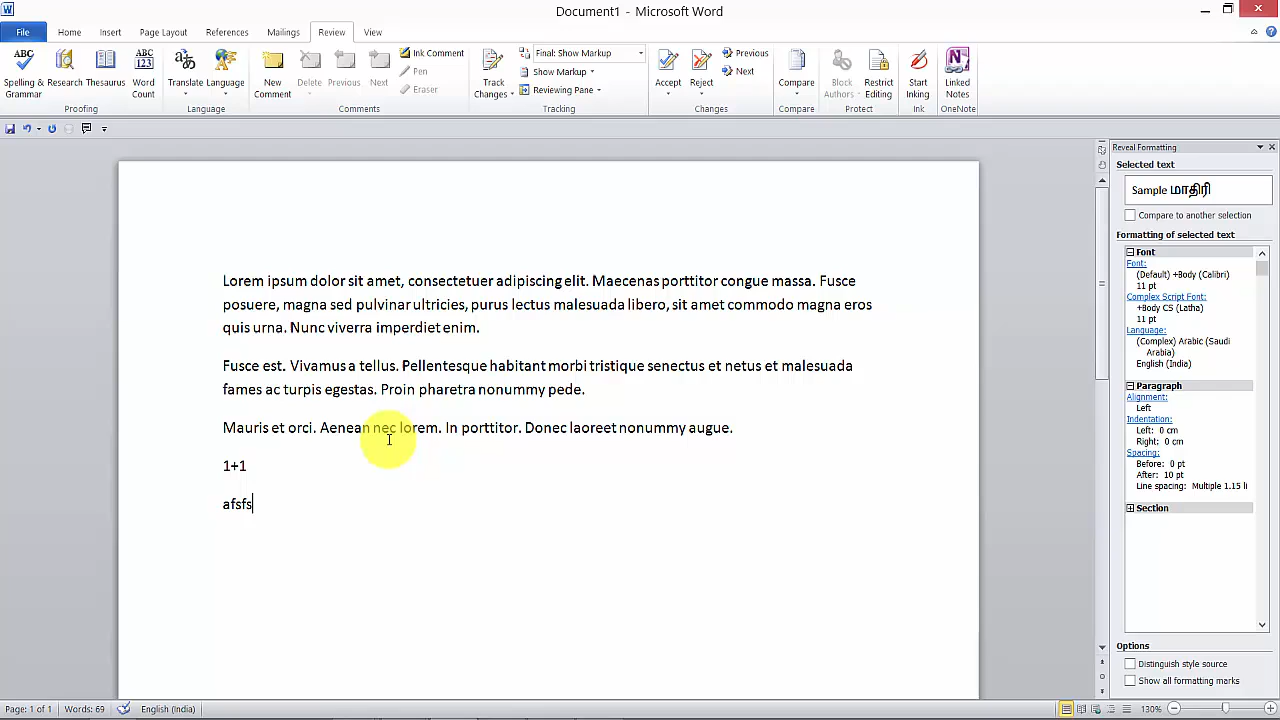 Document1 - Microsoft Word
File Home Insert Page Layout References Mailings Review View
Spelling & Grammar
Research
Thesaurus
Word Count
Proofing
Translate
Language
Language
New Comment
Delete
Previous
Next
Comments
Ink Comment
Pen
Eraser
Track Changes
Final: Show Markup
Show Markup
Reviewing Pane
Tracking
Accept
Reject
Previous
Next
Changes
Compare
Compare
Block Authors
Restrict Editing
Protect
Start Inking
Ink
Linked Notes
OneNote
Lorem ipsum dolor sit amet, consectetuer adipiscing elit. Maecenas porttitor congue massa. Fusce
posuere, magna sed pulvinar ultricies, purus lectus malesuada libero, sit amet commodo magna eros
quis urna. Nunc viverra imperdiet enim.
Fusce est. Vivamus a tellus. Pellentesque habitant morbi tristique senectus et netus et malesuada
fames ac turpis egestas. Proin pharetra nonummy pede.
Mauris et orci. Aenean nec lorem. In porttitor. Donec laoreet nonummy augue.
1+1
afsfs
Reveal Formatting
Selected text
Sample மாதிரி
Compare to another selection
Formatting of selected text
Font
Font:
(Default) +Body (Calibri)
11 pt
Complex Script Font:
+Body CS (Latha)
11 pt
Language:
(Complex) Arabic (Saudi
Arabia)
English (India)
Paragraph
Alignment:
Left
Indentation:
Left: 0 cm
Right: 0 cm
Spacing:
Before: 0 pt
After: 10 pt
Line spacing: Multiple 1.15 li
Section
Options
Distinguish style source
Show all formatting marks
Page: 1 of 1 Words: 69 English (India) 130%